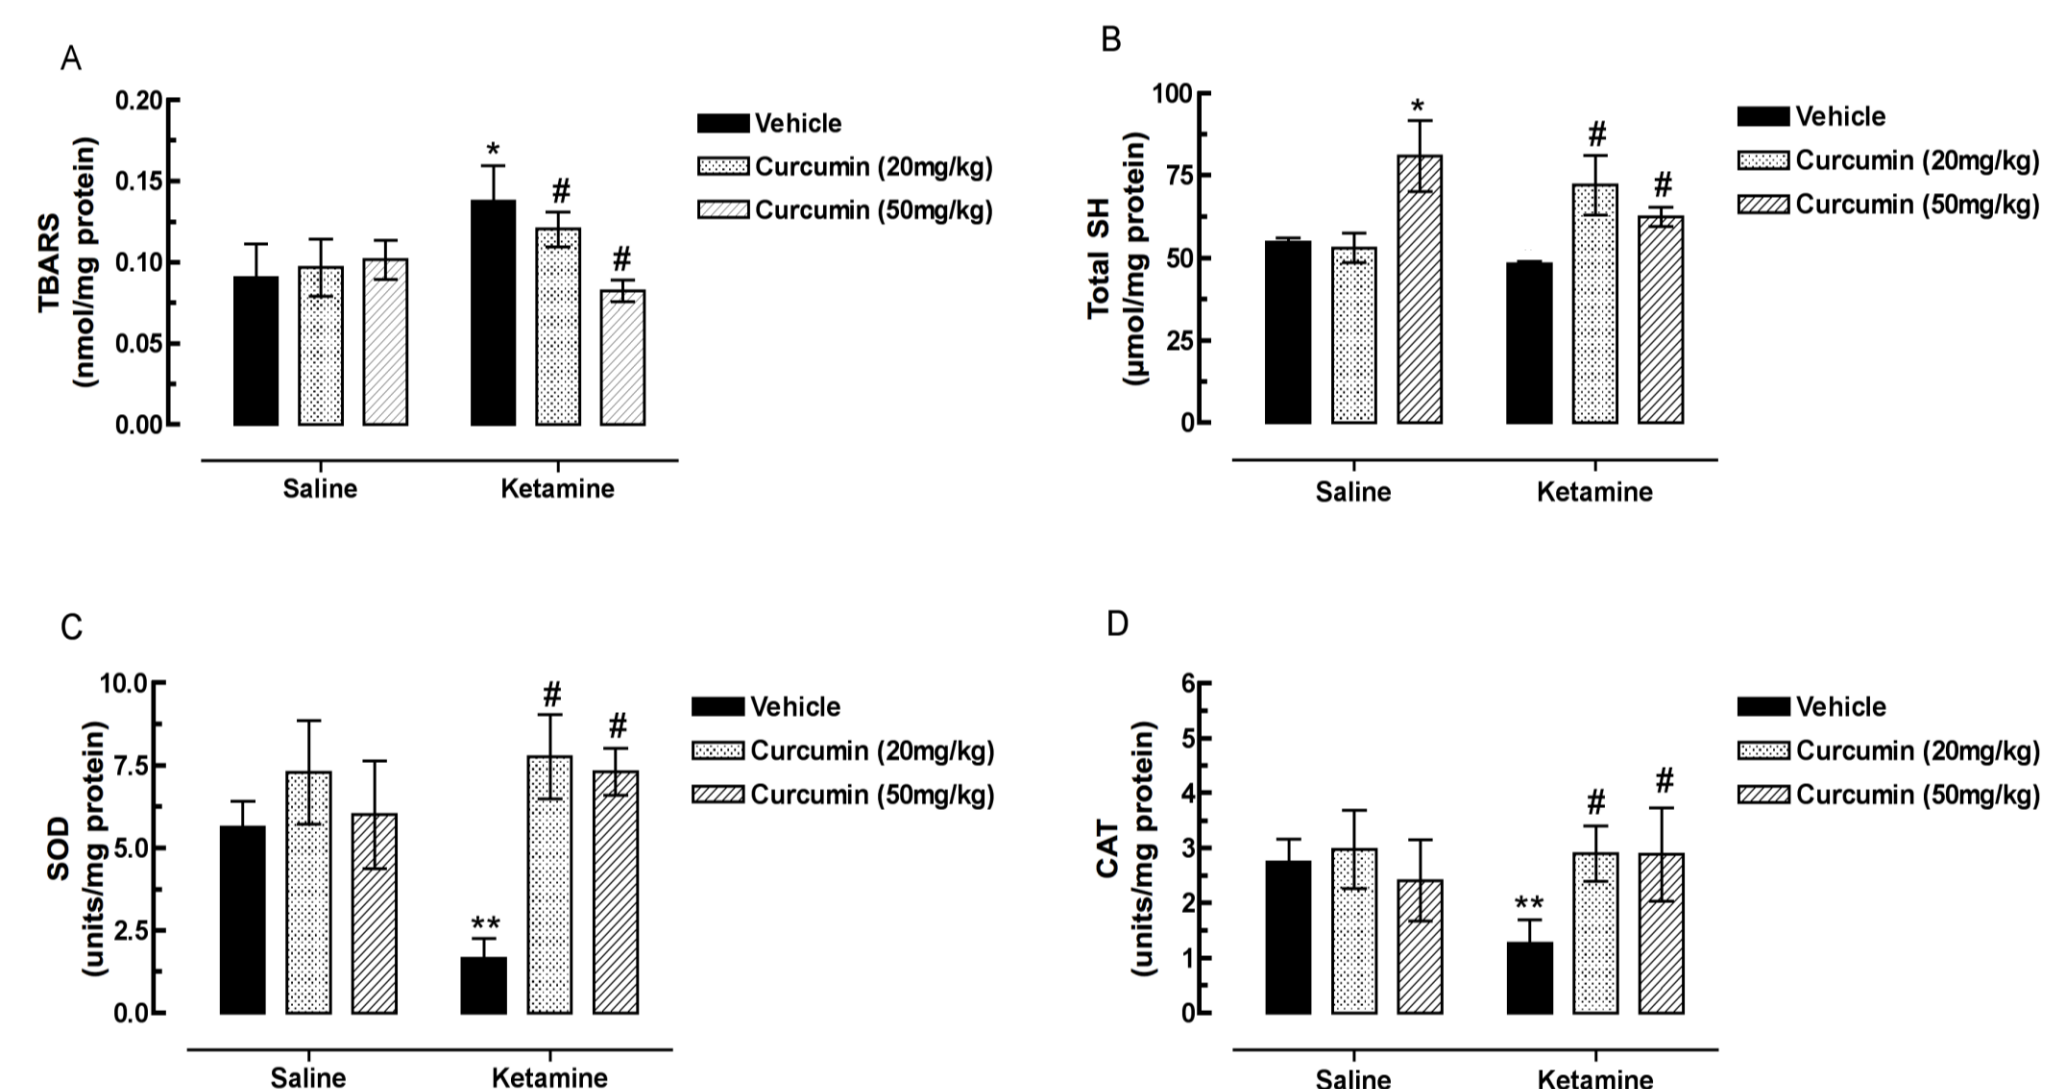 A
TBARS
(nmol/mg protein)
0.20
0.15
0.10
0.05
0.00
*
#
#
Saline
Ketamine
Vehicle
Curcumin (20mg/kg)
Curcumin (50mg/kg)
B
Total SH
(µmol/mg protein)
100
75
50
25
0
*
#
#
Saline
Ketamine
Vehicle
Curcumin (20mg/kg)
Curcumin (50mg/kg)
C
SOD
(units/mg protein)
10.0
7.5
5.0
2.5
0.0
**
#
#
Saline
Ketamine
Vehicle
Curcumin (20mg/kg)
Curcumin (50mg/kg)
D
CAT
(units/mg protein)
6
5
4
3
2
1
0
**
#
#
Saline
Ketamine
Vehicle
Curcumin (20mg/kg)
Curcumin (50mg/kg)